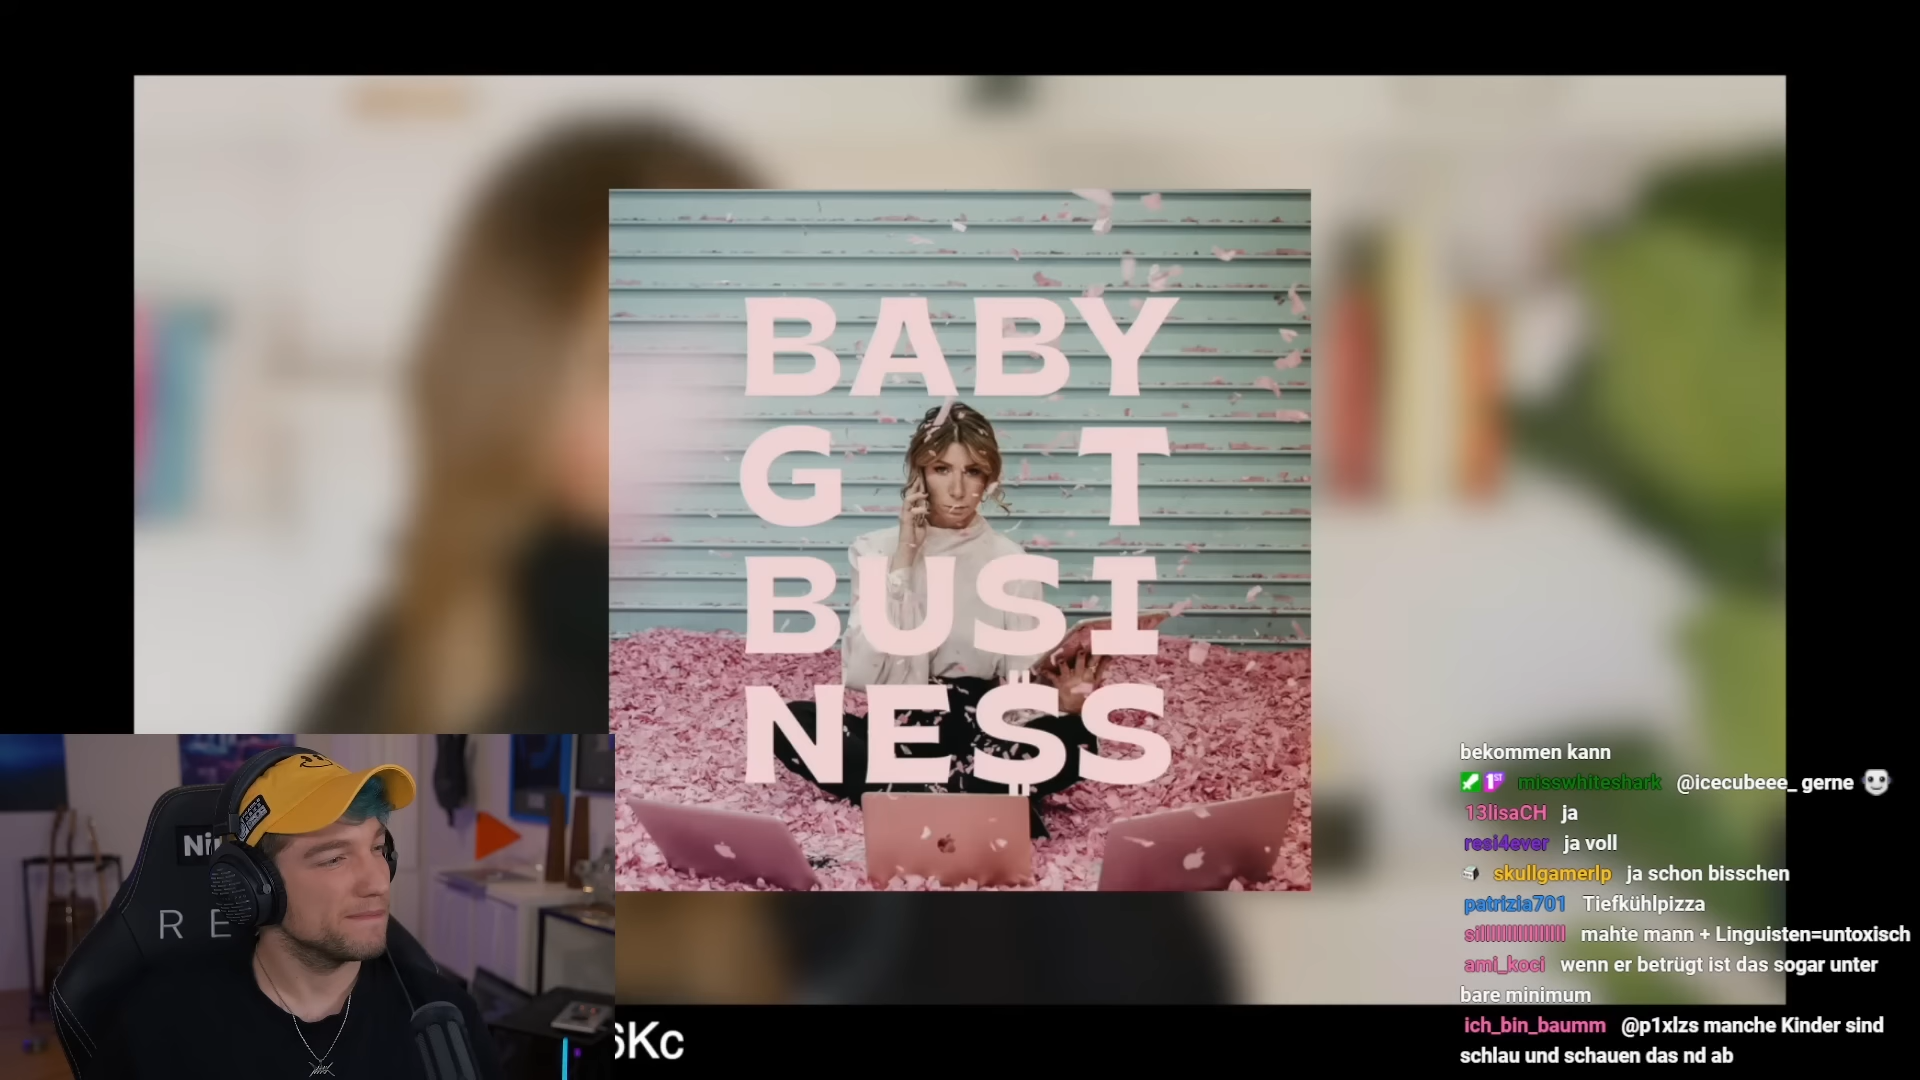 BABY
G T
BUSI
NE$S
Ni
R E
SKc
bekommen kann
misswhiteshark @icecubeee_ gerne
13lisaCH ja
resi4ever ja voll
skullgamerlp ja schon bisschen
patrizia701 Tiefkühlpizza
mahte mann + Linguisten=untoxisch
ami_koci wenn er betrügt ist das sogar unter
bare minimum
ich_bin_baumm @p1xlzs manche Kinder sind
schlau und schauen das nd ab